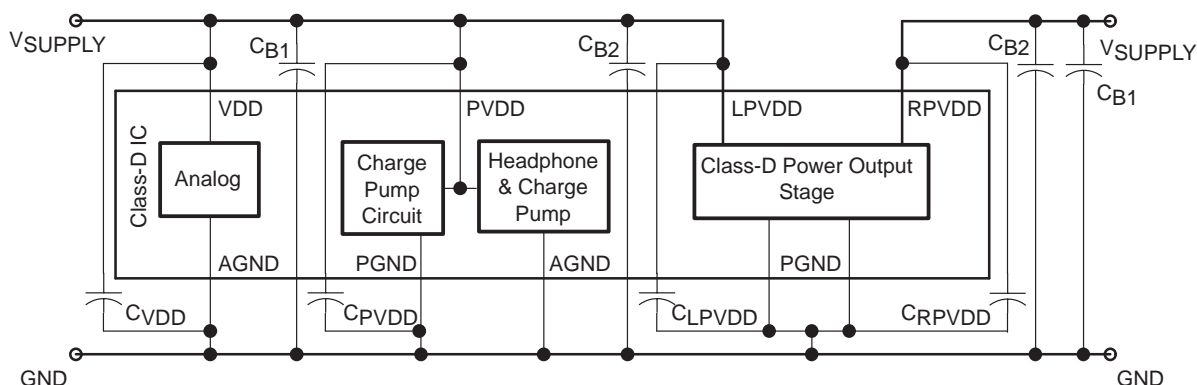 VSUPPLY
CB1
CB2
CB2
VSUPPLY
CB1
VDD
PVDD
LPVDD
RPVDD
Class-D IC
Analog
Charge
Pump
Circuit
Headphone
& Charge
Pump
Class-D Power Output
Stage
AGND
PGND
AGND
PGND
CVDD
CPVDD
CLPVDD
CRPVDD
GND
GND